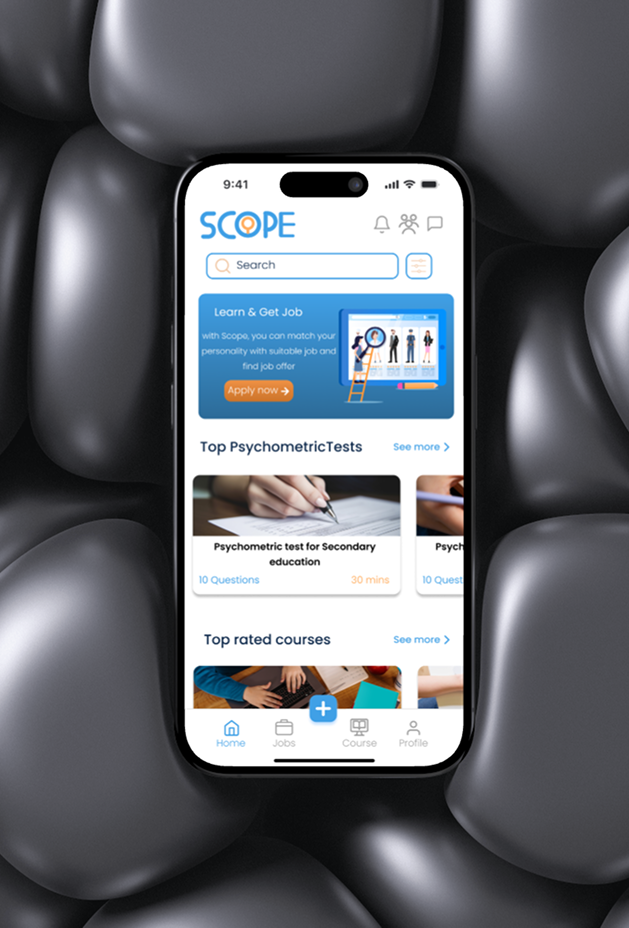 9:41
SCOPE
Search
Learn & Get Job
with Scope, you can match your
personality with suitable job and
find job offer
Apply now
Top PsychometricTests
See more
Psychometric test for Secondary
education
10 Questions
30 mins
Psych
10 Quest
Top rated courses
See more
Home
Jobs
Course
Profile